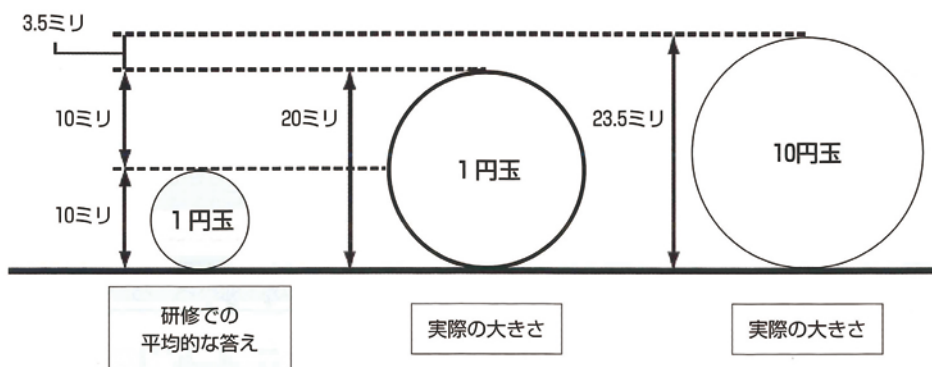 3.5ミリ
10ミリ
10ミリ
1円玉
20ミリ
1円玉
23.5ミリ
10円玉
研修での
平均的な答え
実際の大きさ
実際の大きさ